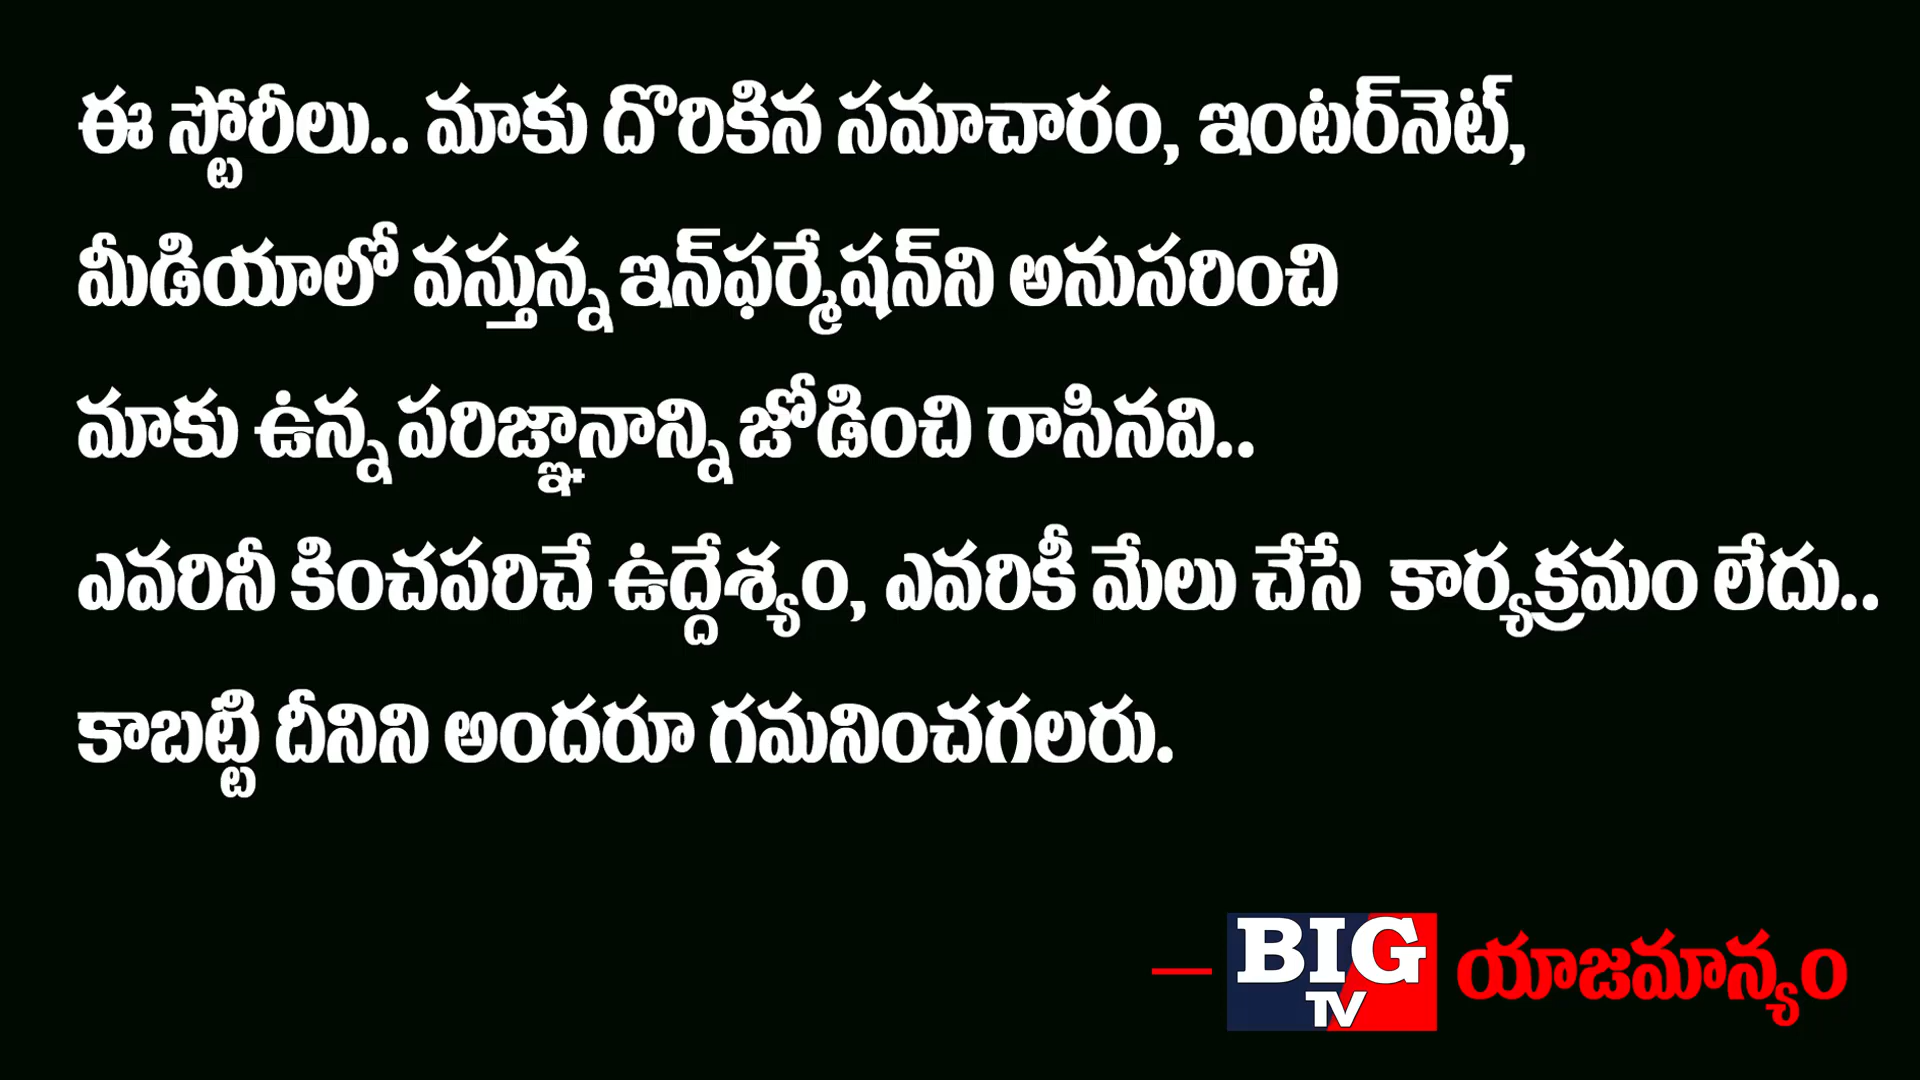 ఈ స్టోరీలు.. మాకు దొరికిన సమాచారం, ఇంటర్‌నెట్,
మీడియాలో వస్తున్న ఇన్‌ఫర్మేషన్‌ని అనుసరించి
మాకు ఉన్న పరిజ్ఞానాన్ని జోడించి రాసినవి..
ఎవరినీ కించపరిచే ఉద్దేశ్యం, ఎవరికీ మేలు చేసే కార్యక్రమం లేదు..
కాబట్టి దీనిని అందరూ గమనించగలరు.
— BIG TV యాజమాన్యం